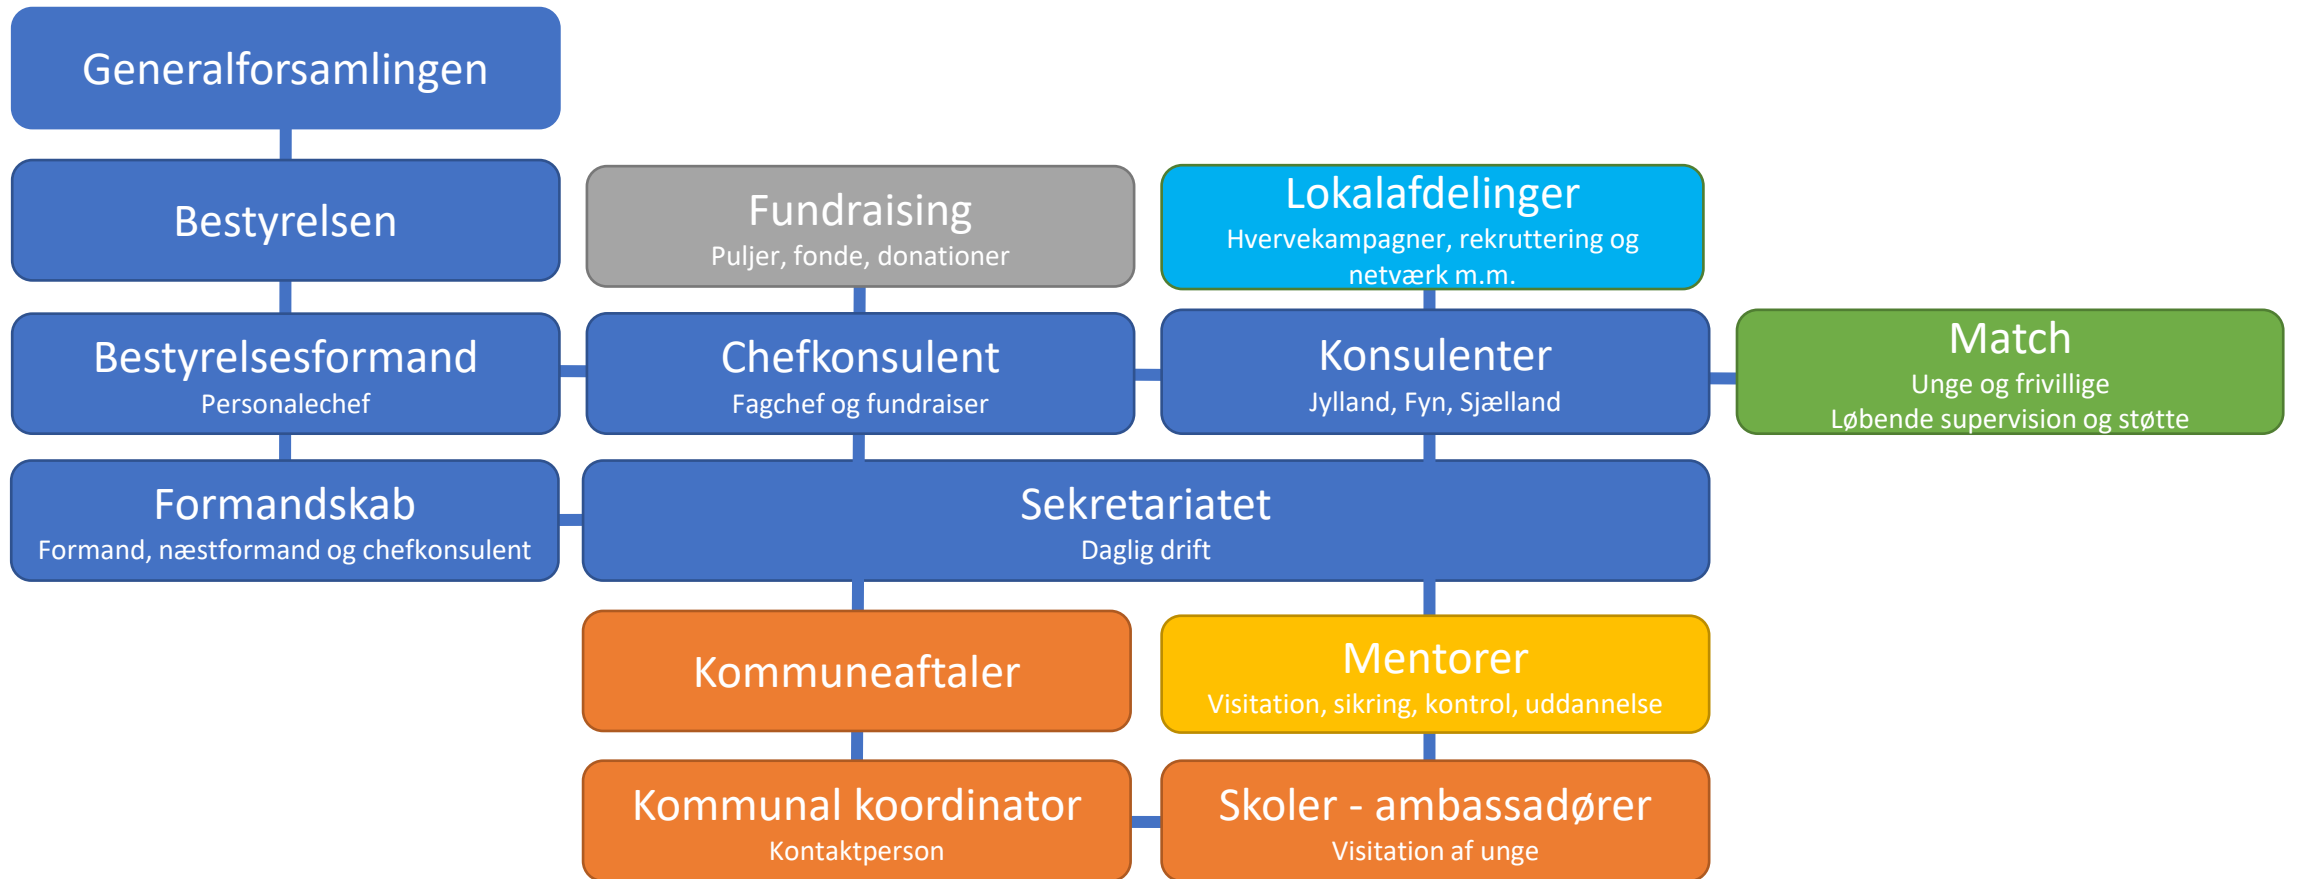 Generalforsamlingen
Bestyrelsen
Fundraising
Puljer, fonde, donationer
Lokalafdelinger
Hvervekampagner, rekruttering og
netværk m.m.
Bestyrelsesformand
Personalechef
Chefkonsulent
Fagchef og fundraiser
Konsulenter
Jylland, Fyn, Sjælland
Match
Unge og frivillige
Løbende supervision og støtte
Formandskab
Formand, næstformand og chefkonsulent
Sekretariatet
Daglig drift
Kommuneaftaler
Mentorer
Visitation, sikring, kontrol, uddannelse
Kommunal koordinator
Kontaktperson
Skoler - ambassadører
Visitation af unge